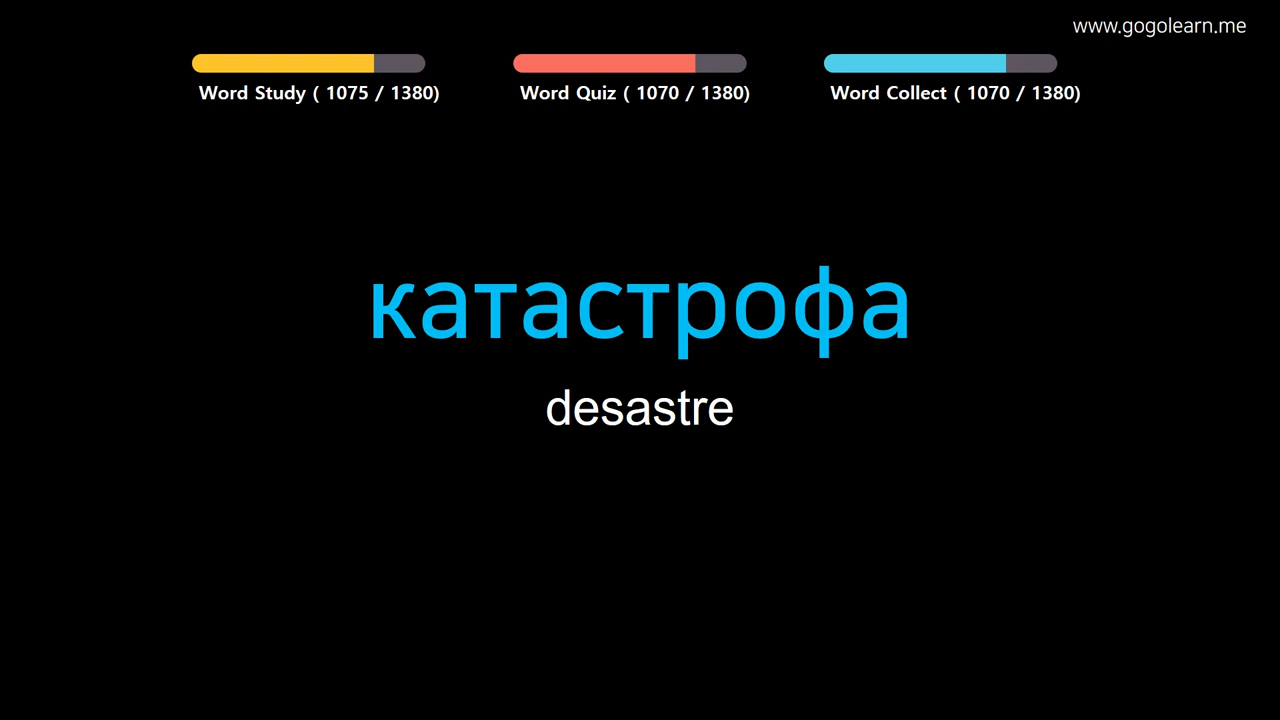 www.gogolearn.me
Word Study ( 1075 / 1380)
Word Quiz ( 1070 / 1380)
Word Collect ( 1070 / 1380)
катастрофа
desastre